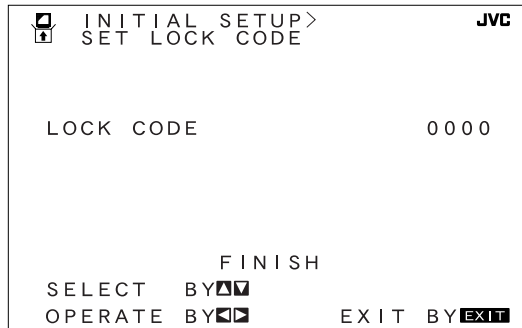 INITIAL SETUP> JVC
SET LOCK CODE
LOCK CODE 0000
FINISH
SELECT BY▲▼
OPERATE BY◀▶ EXIT BY EXIT